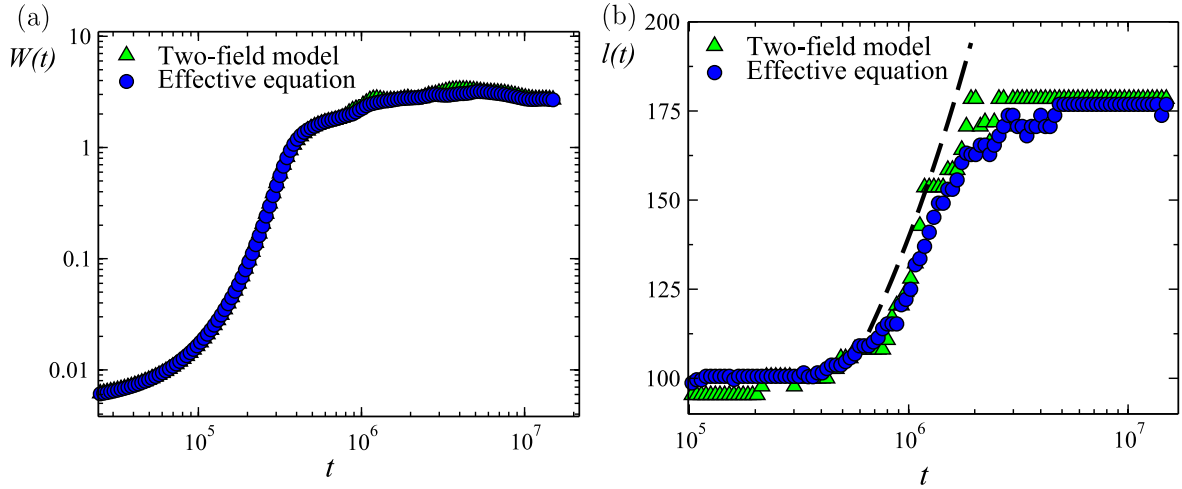 (a)
10
W(t)
Two-field model
Effective equation
1
0.1
0.01
10^5
10^6
10^7
t
(b)
200
l(t)
Two-field model
Effective equation
175
150
125
100
10^5
10^6
10^7
t